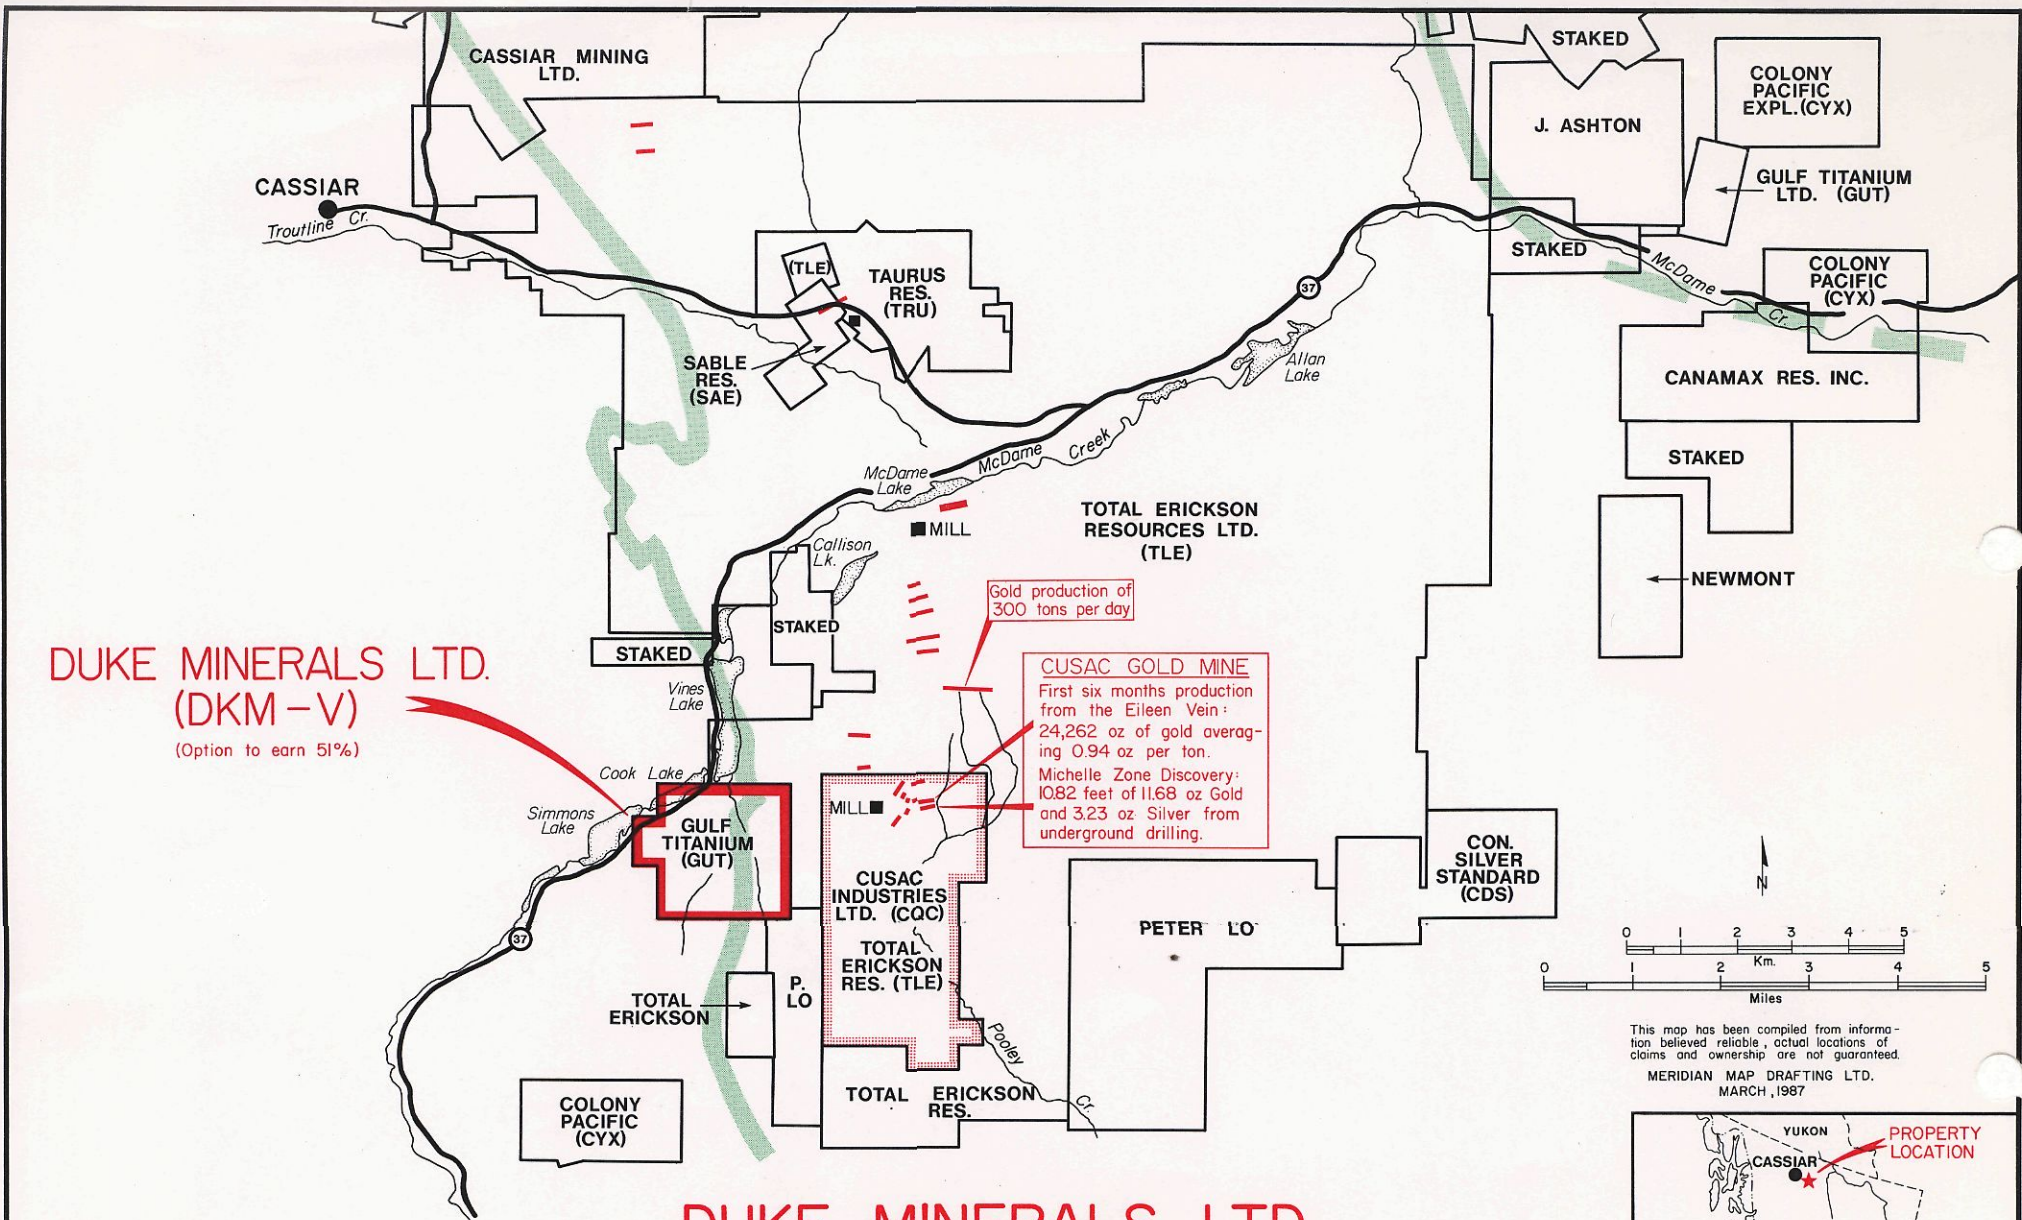 CASSIAR MINING
LTD.
STAKED
COLONY
PACIFIC
EXPL.(CYX)
J. ASHTON
GULF TITANIUM
LTD. (GUT)
CASSIAR
Troutline Cr.
STAKED
McDame
Cr.
COLONY
PACIFIC
(CYX)
(TLE)
TAURUS
RES.
(TRU)
37
SABLE
RES.
(SAE)
Allan
Lake
CANAMAX RES. INC.
STAKED
McDame
Lake
McDame Creek
MILL
TOTAL ERICKSON
RESOURCES LTD.
(TLE)
NEWMONT
Callison
Lk.
STAKED
STAKED
Gold production of
300 tons per day
DUKE MINERALS LTD.
(DKM-V)
(Option to earn 51%)
Vines
Lake
CUSAC GOLD MINE
First six months production
from the Eileen Vein:
24,262 oz of gold averag-
ing 0.94 oz per ton.
Michelle Zone Discovery:
10.82 feet of 11.68 oz Gold
and 3.23 oz Silver from
underground drilling.
Cook Lake
Simmons
Lake
GULF
TITANIUM
(GUT)
MILL
CUSAC
INDUSTRIES
LTD. (CQC)
TOTAL
ERICKSON
RES. (TLE)
CON.
SILVER
STANDARD
(CDS)
PETER LO
N
37
0 1 2 3 4 5
Km.
0 1 2 3 4 5
Miles
TOTAL
ERICKSON
P.
LO
Pooley
Cr.
This map has been compiled from informa-
tion believed reliable, actual locations of
claims and ownership are not guaranteed.
MERIDIAN MAP DRAFTING LTD.
MARCH, 1987
TOTAL ERICKSON
RES.
COLONY
PACIFIC
(CYX)
YUKON
CASSIAR
PROPERTY
LOCATION
DUKE MINERALS LTD.